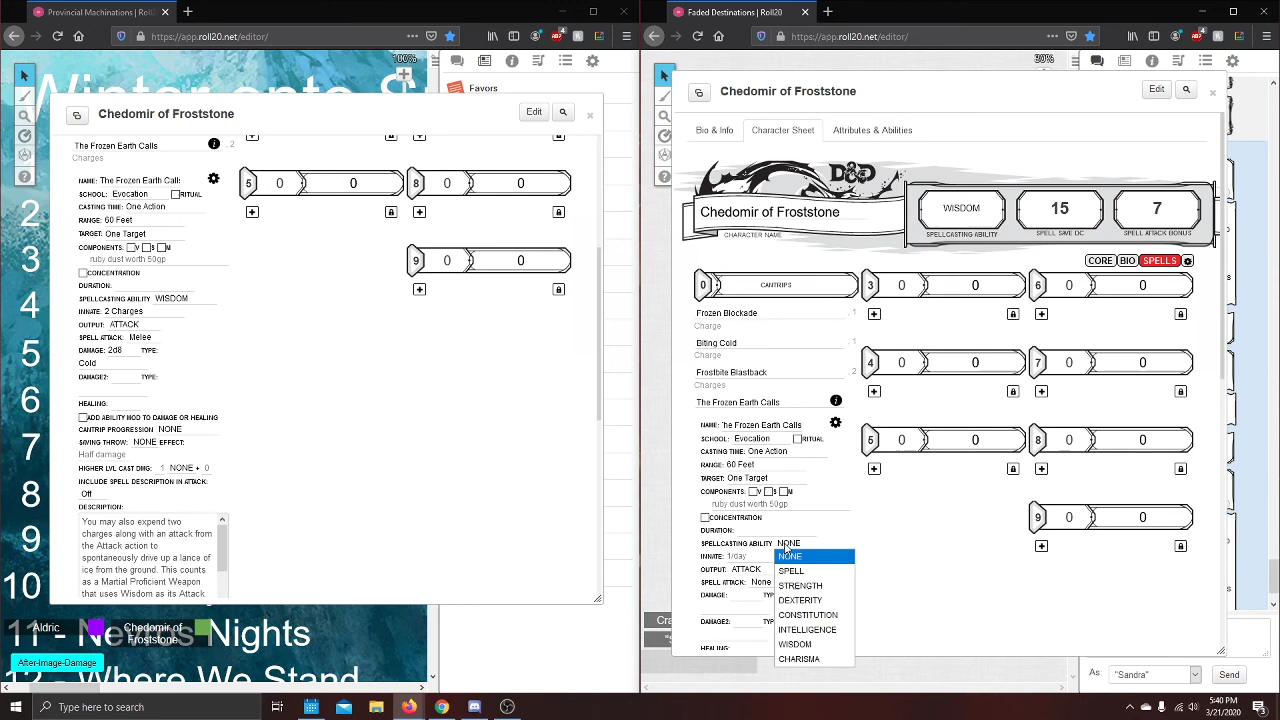 Provincial Machinations | Roll
https://app.roll20.net/editor/
100%
Favors
Chedomir of Froststone
Edit
The Frozen Earth Calls
. 2
Charges
NAME: The Frozen Earth Call:
SCHOOL: Evocation RITUAL
CASTING TIME: One Action
RANGE: 60 Feet
TARGET: One Target
COMPONENTS: V S M
ruby dust worth 50gp
CONCENTRATION
DURATION:
SPELLCASTING ABILITY WISDOM
INNATE: 2 Charges
OUTPUT: ATTACK
SPELL ATTACK: Melee
DAMAGE: 2d8 TYPE:
Cold
DAMAGE2: TYPE:
HEALING:
ADD ABILITY MOD TO DAMAGE OR HEALING
CANTRIP PROGRESSION NONE
SAVING THROW: NONE EFFECT:
Half damage
HIGHER LVL CAST DMG: 1 NONE + 0
INCLUDE SPELL DESCRIPTION IN ATTACK:
Off
DESCRIPTION:
You may also expend two
charges along with an attack from
the Attack action to
spontaneously drive up a lance of
ice from the ground. This counts
as a Martial Proficient Weapon
that uses Wisdom as its Attack.
5 0 0
8 0 0
9 0 0
2
3
4
5
6
7
8
9
10
Aldric
Chedomir of
Froststone
Nights
After-Image-Damage
12 - Where We Stand
Faded Destinations | Roll20
https://app.roll20.net/editor/
90%
Chedomir of Froststone
Edit
Bio & Info
Character Sheet
Attributes & Abilities
D&D
Chedomir of Froststone
CHARACTER NAME
WISDOM
SPELLCASTING ABILITY
15
SPELL SAVE DC
7
SPELL ATTACK BONUS
CORE BIO SPELLS
0 CANTRIPS
3 0 0
6 0 0
Frozen Blockade . 1
Charge
Biting Cold . 1
Charge
4 0 0
7 0 0
Frostbite Blastback . 2
Charges
The Frozen Earth Calls
5 0 0
8 0 0
9 0 0
NAME: The Frozen Earth Calls
SCHOOL: Evocation RITUAL
CASTING TIME: One Action
RANGE: 60 Feet
TARGET: One Target
COMPONENTS: V S M
ruby dust worth 50gp
CONCENTRATION
DURATION:
SPELLCASTING ABILITY NONE
INNATE: 1/day
OUTPUT: ATTACK
SPELL ATTACK: None
DAMAGE: TYP
DAMAGE2: TYP
HEALING:
NONE
SPELL
STRENGTH
DEXTERITY
CONSTITUTION
INTELLIGENCE
WISDOM
CHARISMA
As: "Sandra"
Send
Type here to search
5:40 PM
3/21/2020